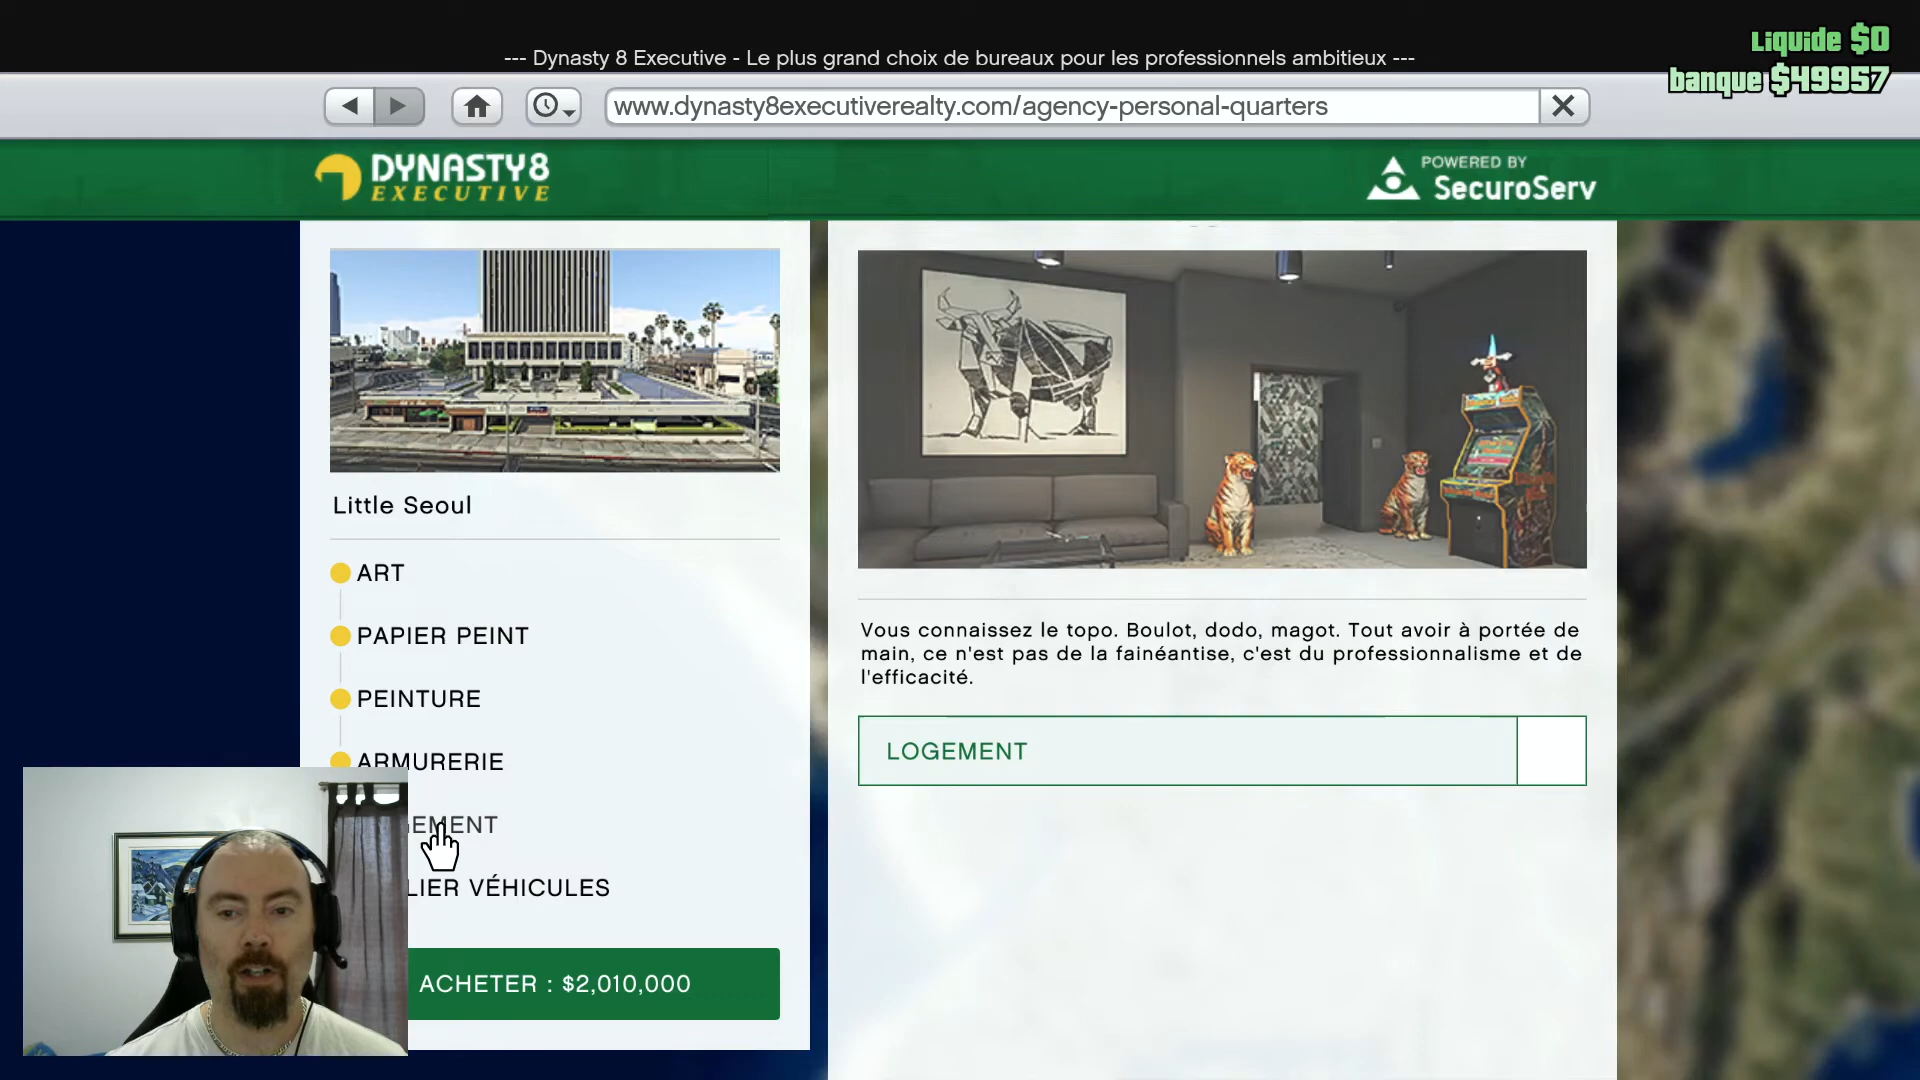 --- Dynasty 8 Executive - Le plus grand choix de bureaux pour les professionnels ambitieux ---
Liquide $0
banque $49957
www.dynasty8executiverealty.com/agency-personal-quarters
DYNASTY8
EXECUTIVE
POWERED BY
SecuroServ
Little Seoul
ART
PAPIER PEINT
PEINTURE
ARMURERIE
GEMENT
LIER VÉHICULES
ACHETER : $2,010,000
Vous connaissez le topo. Boulot, dodo, magot. Tout avoir à portée de
main, ce n'est pas de la fainéantise, c'est du professionnalisme et de
l'efficacité.
LOGEMENT